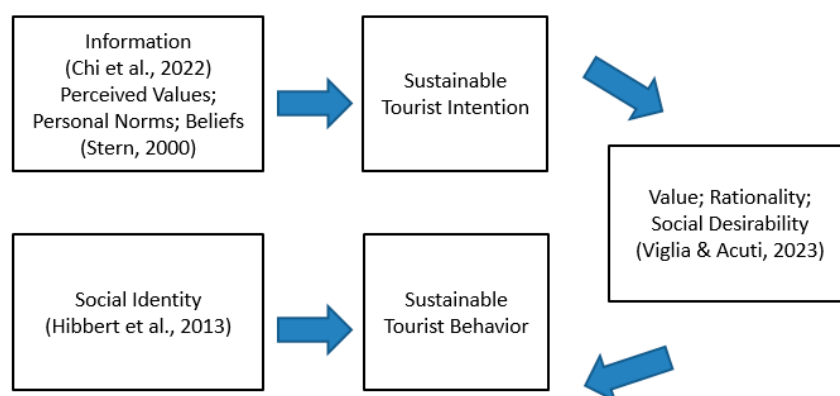 Information
(Chi et al., 2022)
Perceived Values;
Personal Norms; Beliefs
(Stern, 2000)
Sustainable
Tourist Intention
Value; Rationality;
Social Desirability
(Viglia & Acuti, 2023)
Social Identity
(Hibbert et al., 2013)
Sustainable
Tourist Behavior